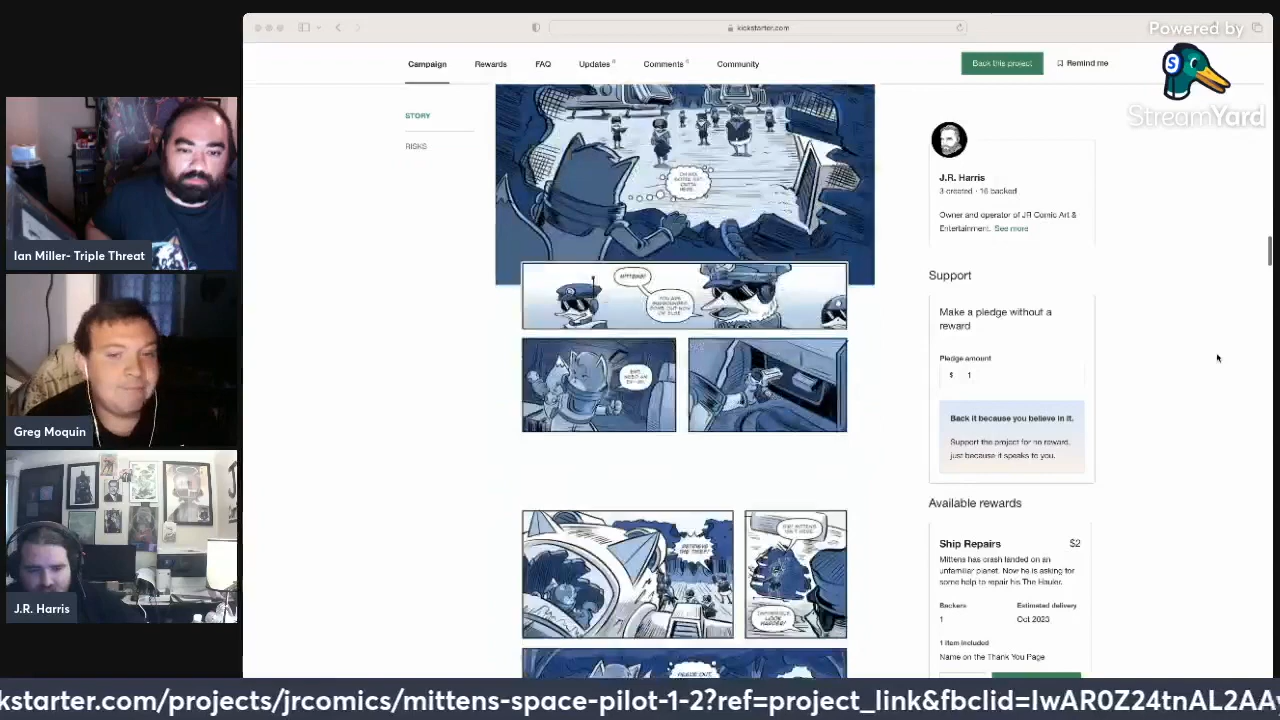 kickstarter.com
Powered by
StreamYard
Campaign
Rewards
FAQ
Updates
Comments
Community
Back this project
Remind me
STORY
RISKS
J.R. Harris
3 created · 16 backed
Owner and operator of JR Comic Art &
Entertainment. See more
Support
Make a pledge without a
reward
Pledge amount
$ 1
Back it because you believe in it.
Support the project for no reward,
just because it speaks to you.
Available rewards
Ship Repairs $2
Mittens has crash landed on an
unfamiliar planet. Now he is asking for
some help to repair his The Hauler.
Backers
Estimated delivery
1
Oct 2023
1 item included
Name on the Thank You Page
MITTENS!
YOU ARE
SURROUNDED.
Ian Miller- Triple Threat
Greg Moquin
J.R. Harris
kstarter.com/projects/jrcomics/mittens-space-pilot-1-2?ref=project_link&fbclid=IwAR0Z24tnAL2AA